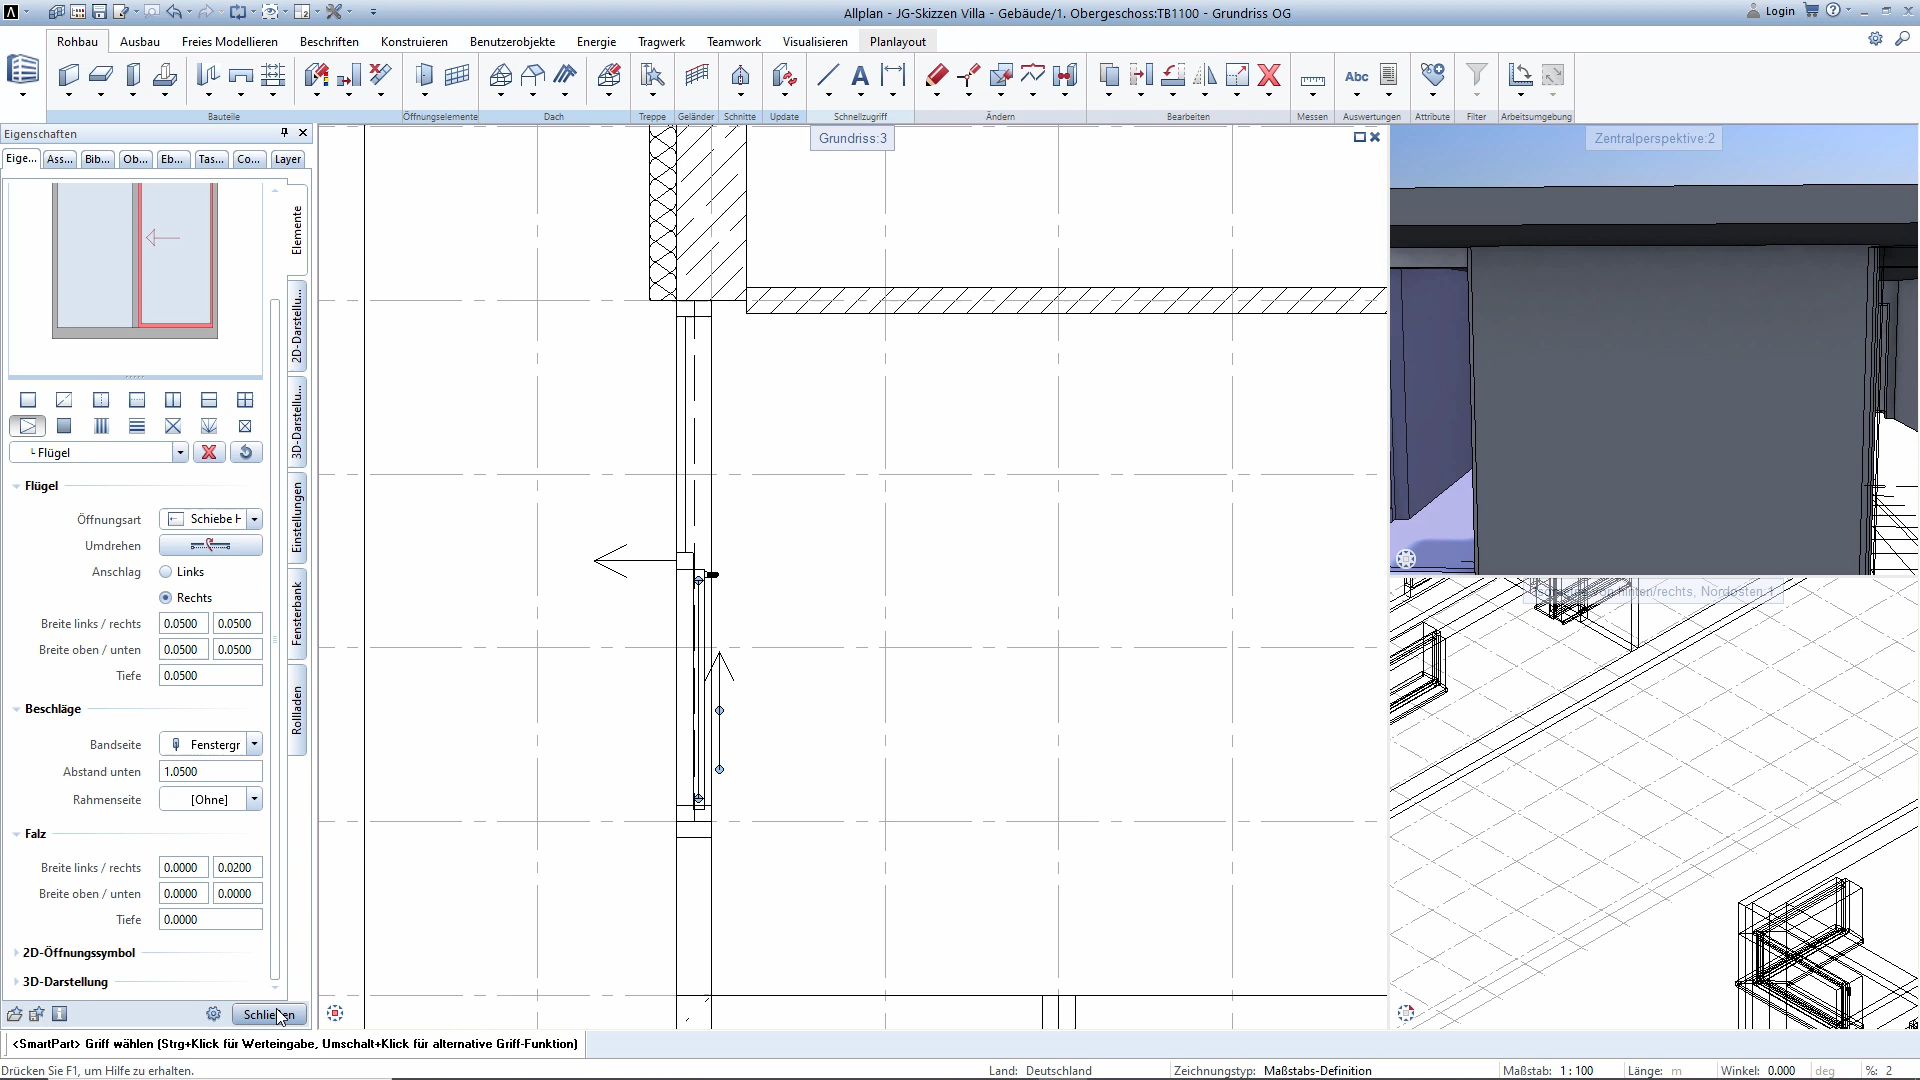 Allplan - JG-Skizzen Villa - Gebäude/1. Obergeschoss:TB1100 - Grundriss OG
Login
Rohbau Ausbau Freies Modellieren Beschriften Konstruieren Benutzerobjekte Energie Tragwerk Teamwork Visualisieren Planlayout
Abc
Bauteile Öffnungselemente Dach Treppe Geländer Schnitte Update Schnellzugriff Ändern Bearbeiten Messen Auswertungen Attribute Filter Arbeitsumgebung
Eigenschaften
Grundriss:3
Zentralperspektive:2
Eige... Ass... Bib... Ob... Eb... Tas... Co... Layer
Elemente
2D-Darstellu...
3D-Darstellu...
Einstellungen
Fensterbank
Rollladen
Flügel
Flügel
Öffnungsart Schiebe
Umdrehen
Anschlag Links
Rechts
Breite links / rechts 0.0500 0.0500
Breite oben / unten 0.0500 0.0500
Tiefe 0.0500
Beschläge
Bandseite Fenstergr
Abstand unten 1.0500
Rahmenseite [Ohne]
Falz
Breite links / rechts 0.0000 0.0200
Breite oben / unten 0.0000 0.0000
Tiefe 0.0000
2D-Öffnungssymbol
3D-Darstellung
hinten/rechts, Nordosten:1
<SmartPart> Griff wählen (Strg+Klick für Werteingabe, Umschalt+Klick für alternative Griff-Funktion)
Drücken Sie F1, um Hilfe zu erhalten.
Land: Deutschland
Zeichnungstyp: Maßstabs-Definition
Maßstab: 1 : 100
Länge: m
Winkel: 0.000 deg
%: 2